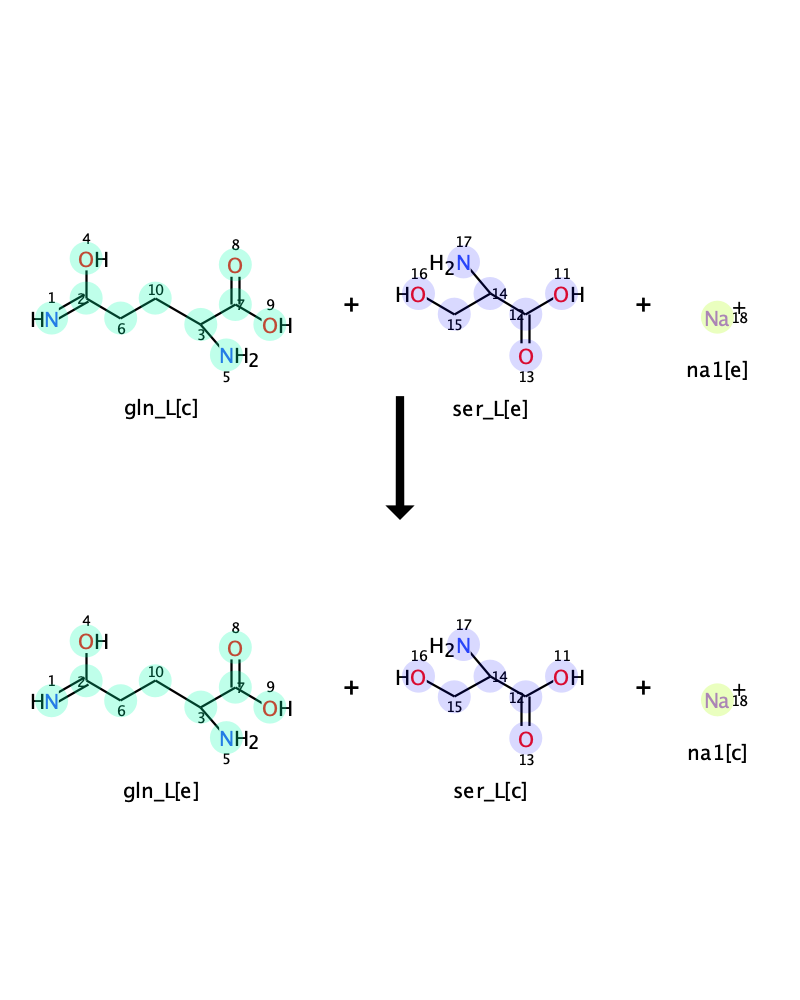 4
OH
1
HN
2
6
10
3
8
O
7
9
OH
NH2
5
+
17
H2N
16
HO
15
14
12
11
OH
O
13
+
Na
+
18
gln_L[c]
ser_L[e]
na1[e]
4
OH
1
HN
2
6
10
3
8
O
7
9
OH
NH2
5
+
17
H2N
16
HO
15
14
12
11
OH
O
13
+
Na
+
18
gln_L[e]
ser_L[c]
na1[c]